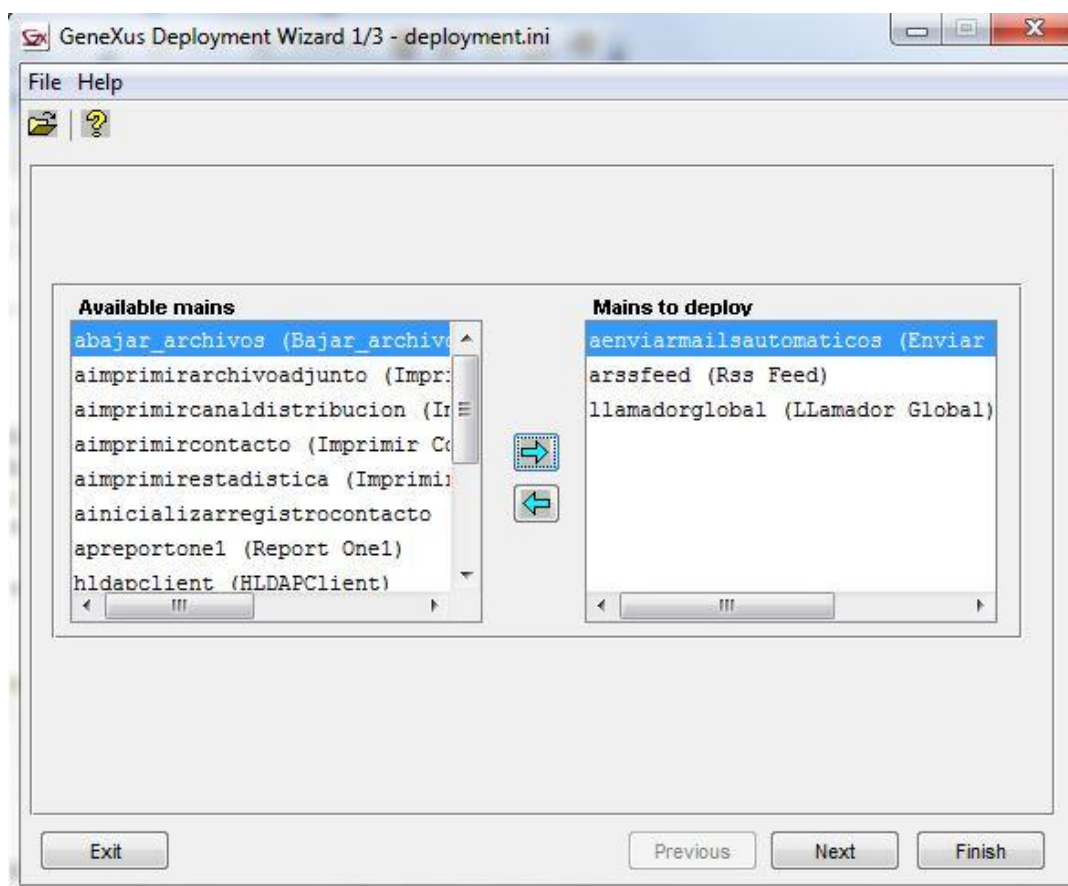 GeneXus Deployment Wizard 1/3 - deployment.ini
File Help
Available mains
abajar_archivos (Bajar_archivo
aimprimirarchivoadjunto (Impri
aimprimircanaldistribucion (Im
aimprimircontacto (Imprimir Co
aimprimirestadistica (Imprimir
ainicializarregistrocontacto
apreportone1 (Report One1)
hldapclient (HLDAPClient)
Mains to deploy
aenviarmailsautomaticos (Enviar
arssfeed (Rss Feed)
llamadorglobal (LLamador Global)
Exit
Previous
Next
Finish